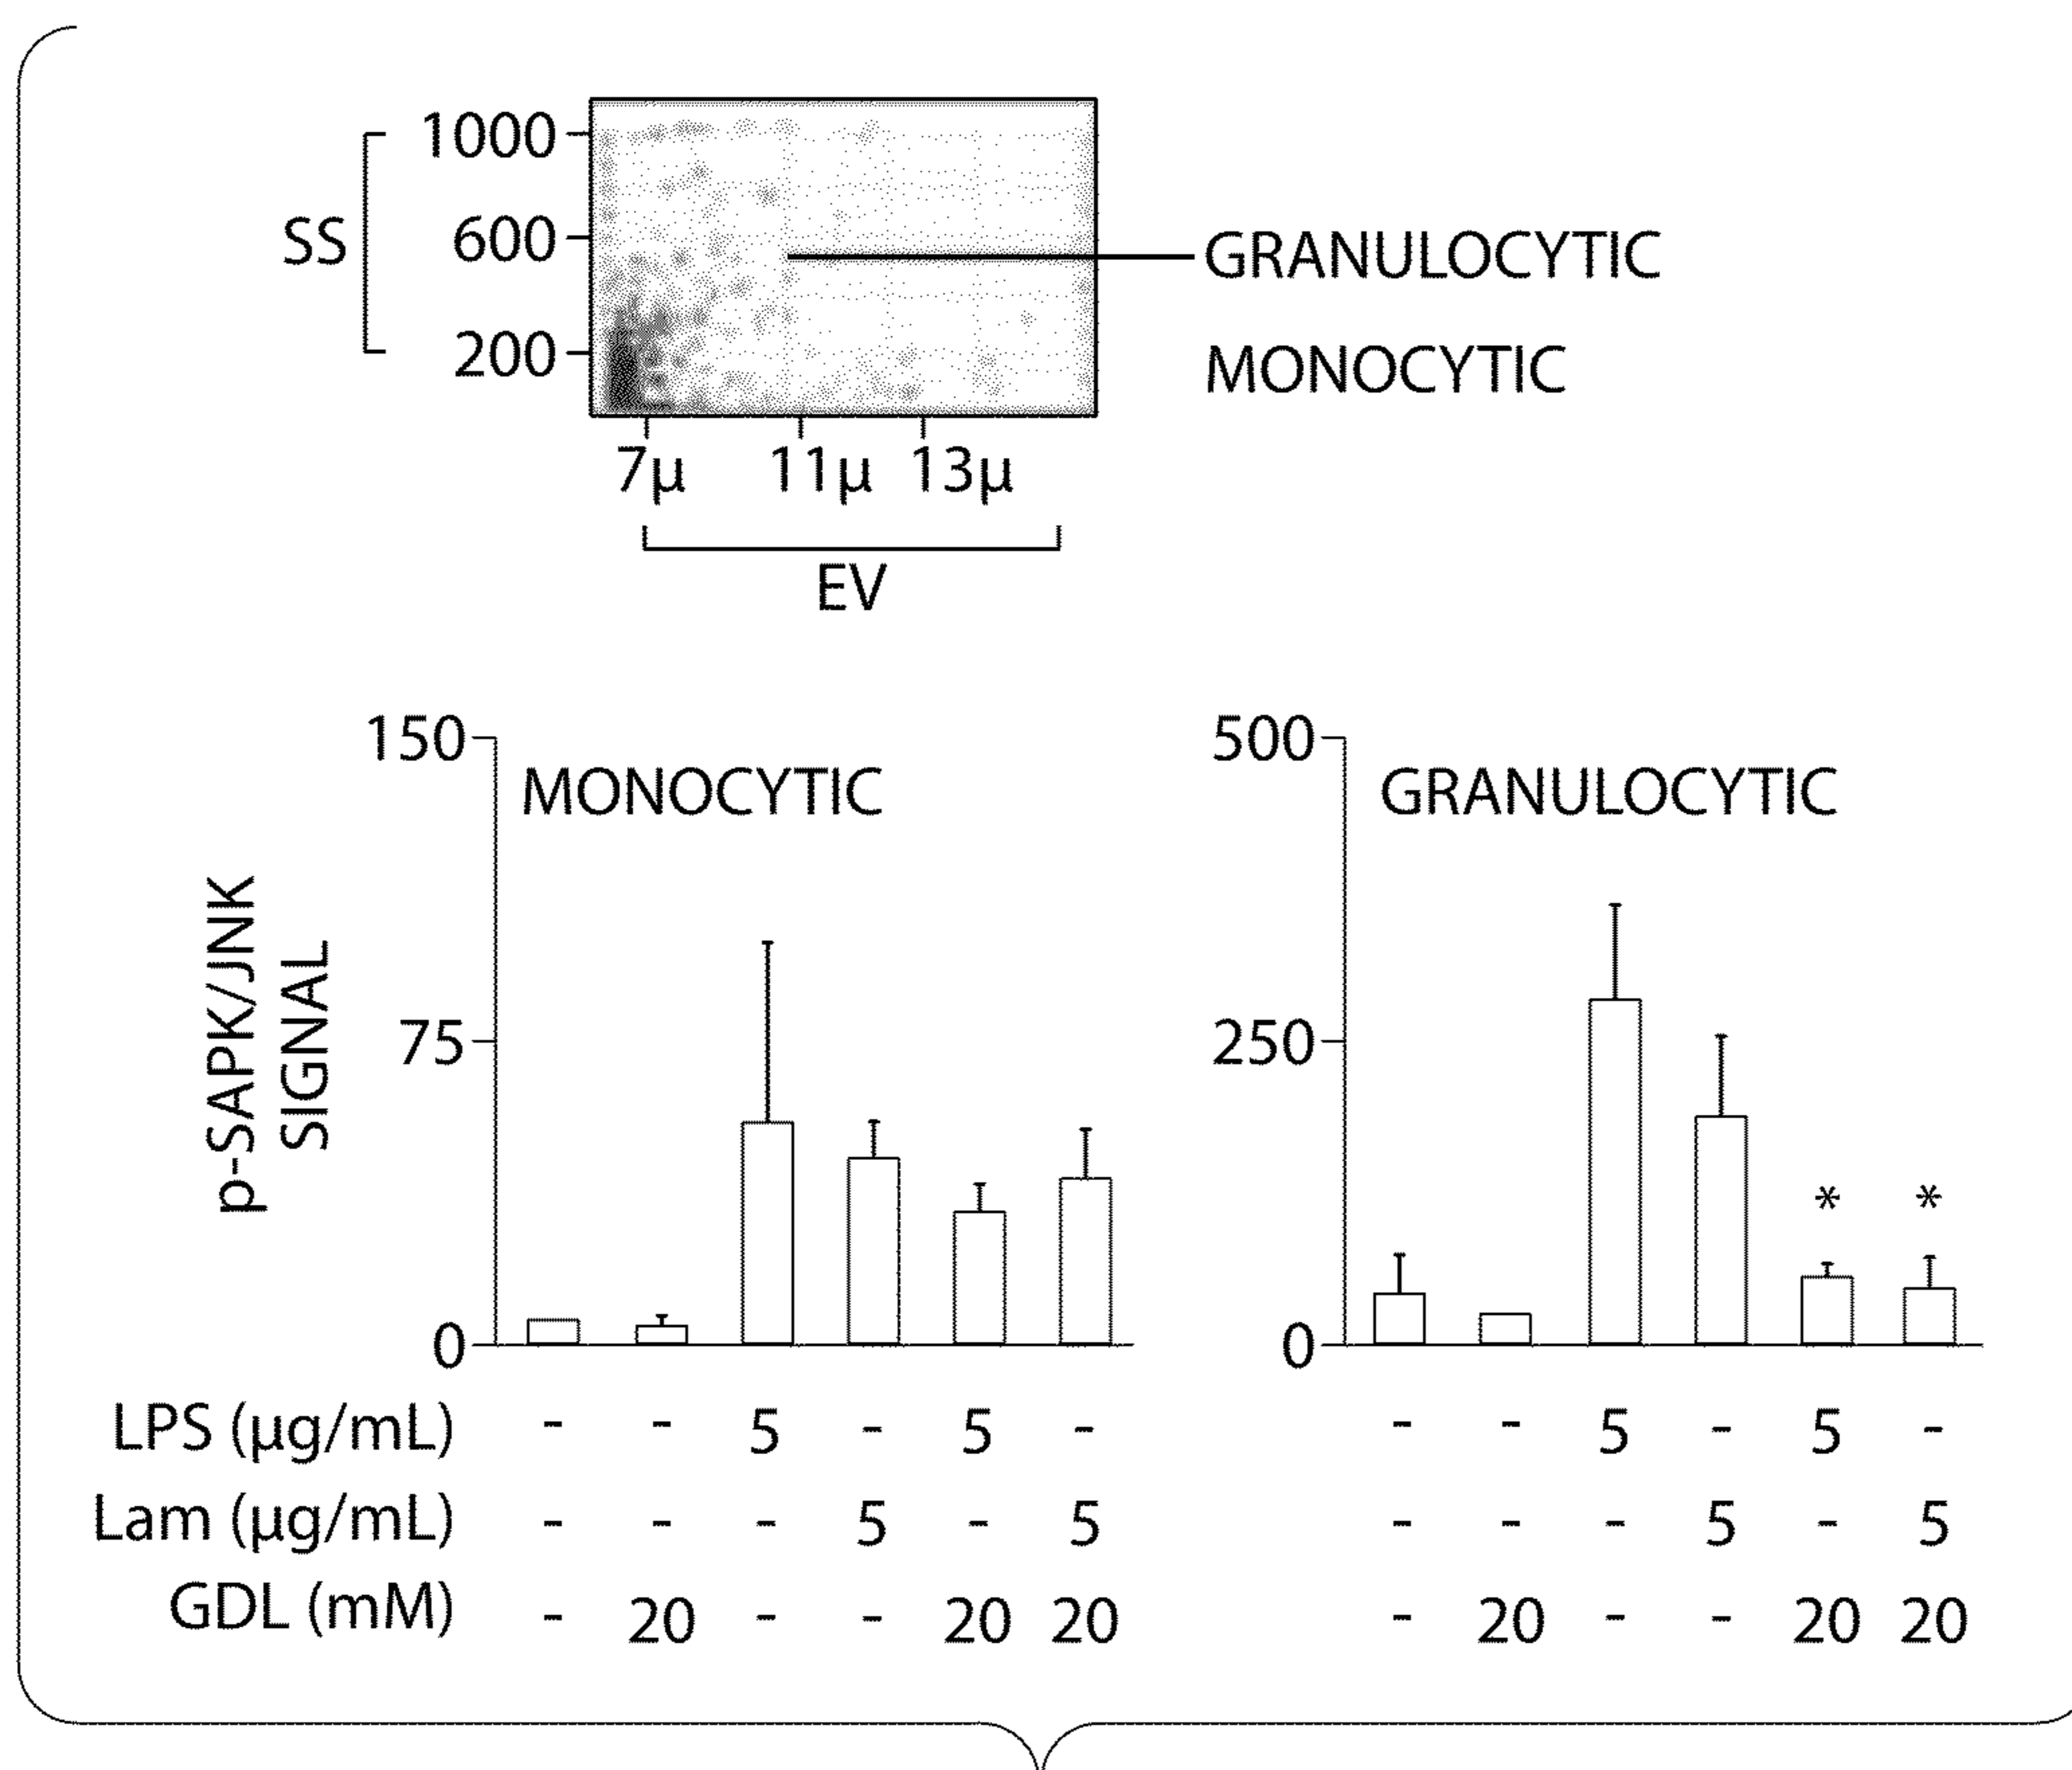 SS
1000
600
200
GRANULOCYTIC
MONOCYTIC
7µ 11µ 13µ
EV
p-SAPK/JNK
SIGNAL
150
75
0
MONOCYTIC
500
250
0
GRANULOCYTIC
* *
LPS (µg/mL) - - 5 - 5 - - - 5 - 5 -
Lam (µg/mL) - - - 5 - 5 - - - 5 - 5
GDL (mM) - 20 - - 20 20 - 20 - - 20 20